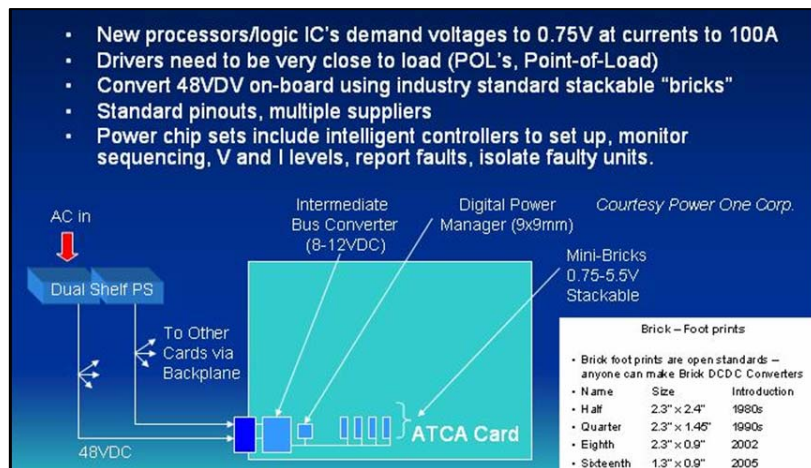 • New processors/logic IC's demand voltages to 0.75V at currents to 100A
• Drivers need to be very close to load (POL's, Point-of-Load)
• Convert 48VDV on-board using industry standard stackable “bricks”
• Standard pinouts, multiple suppliers
• Power chip sets include intelligent controllers to set up, monitor
sequencing, V and I levels, report faults, isolate faulty units.
AC in
Intermediate
Bus Converter
(8-12VDC)
Digital Power
Manager (9x9mm)
Courtesy Power One Corp.
Mini-Bricks
0.75-5.5V
Stackable
Dual Shelf PS
To Other
Cards via
Backplane
ATCA Card
48VDC
Brick – Foot prints
• Brick foot prints are open standards –
anyone can make Brick DCDC Converters
• Name Size Introduction
• Half 2.3" x 2.4" 1980s
• Quarter 2.3" x 1.45" 1990s
• Eighth 2.3" x 0.9" 2002
• Sixteenth 1.3" x 0.9" 2005